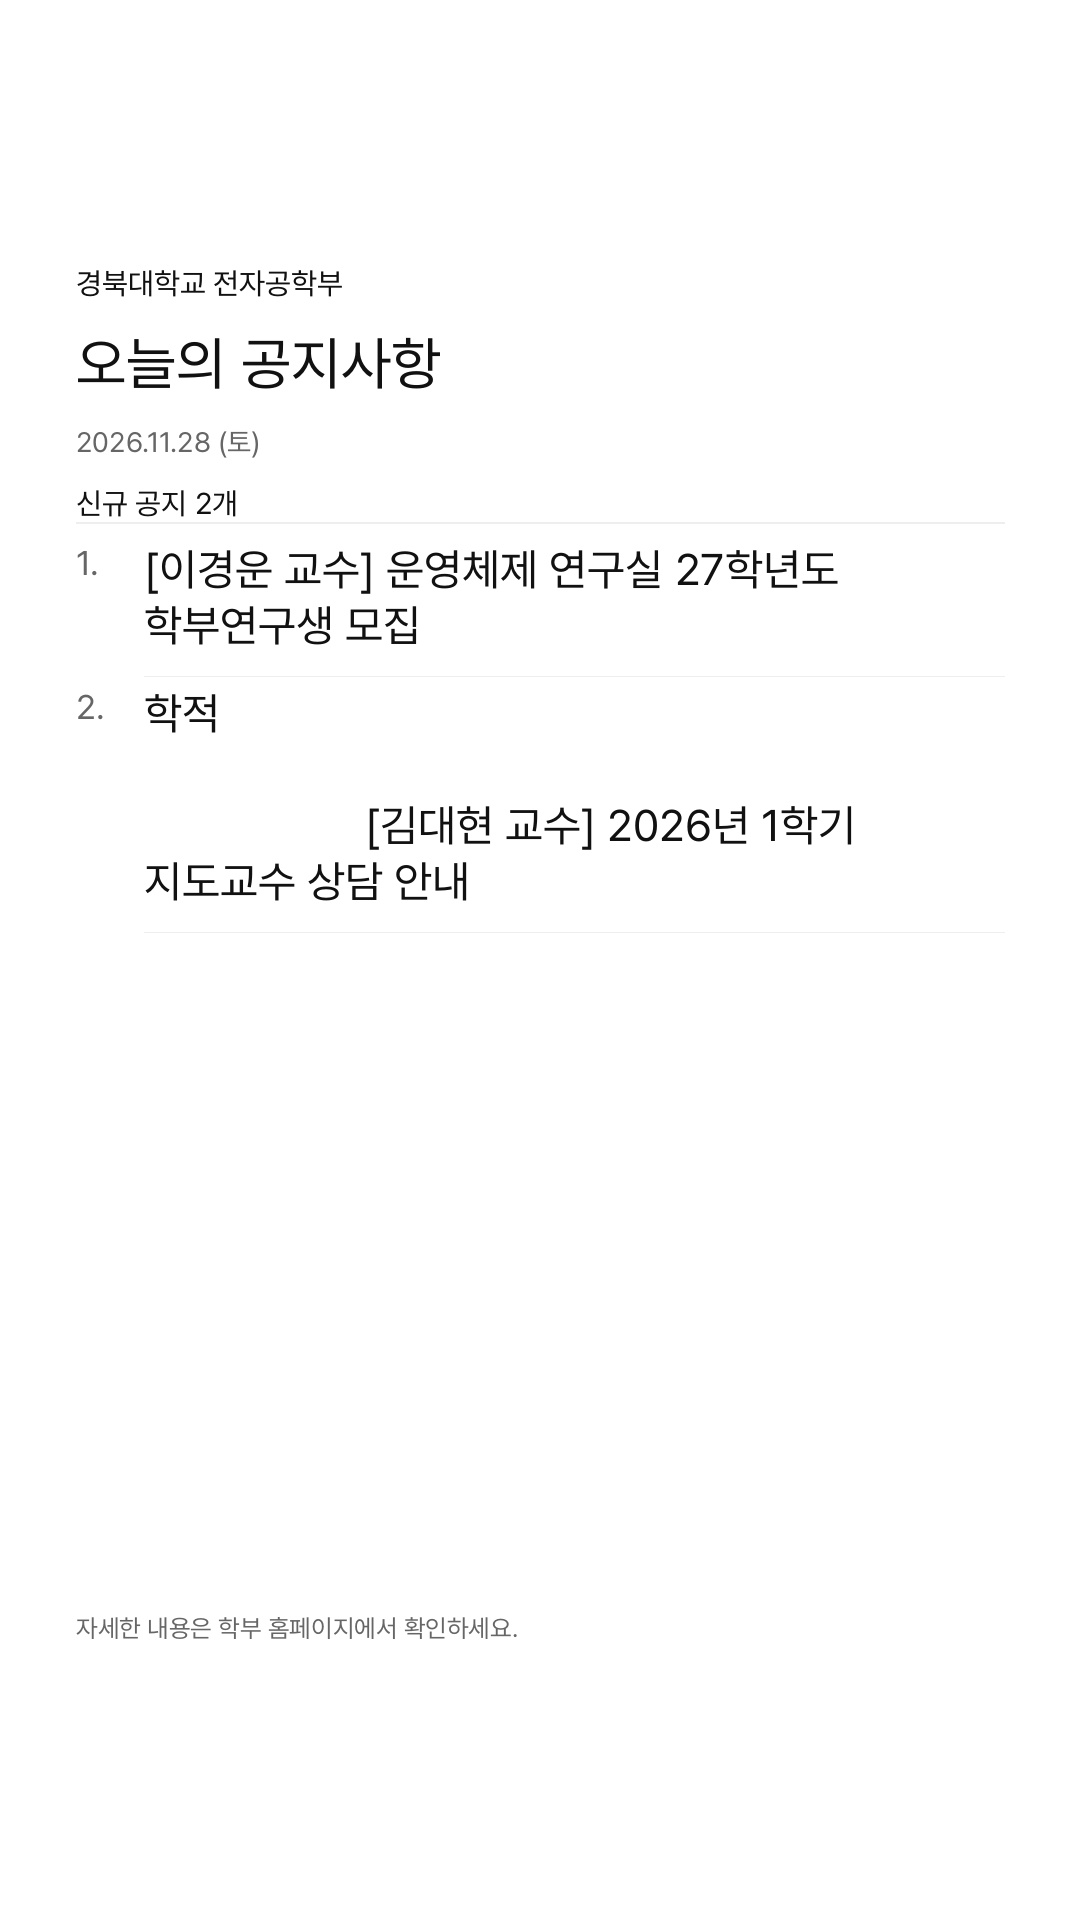 경북대학교 전자공학부
오늘의 공지사항
2026.11.28 (토)
신규 공지 2개
1. [이경운 교수] 운영체제 연구실 27학년도
학부연구생 모집
2. 학적
[김대현 교수] 2026년 1학기
지도교수 상담 안내
자세한 내용은 학부 홈페이지에서 확인하세요.